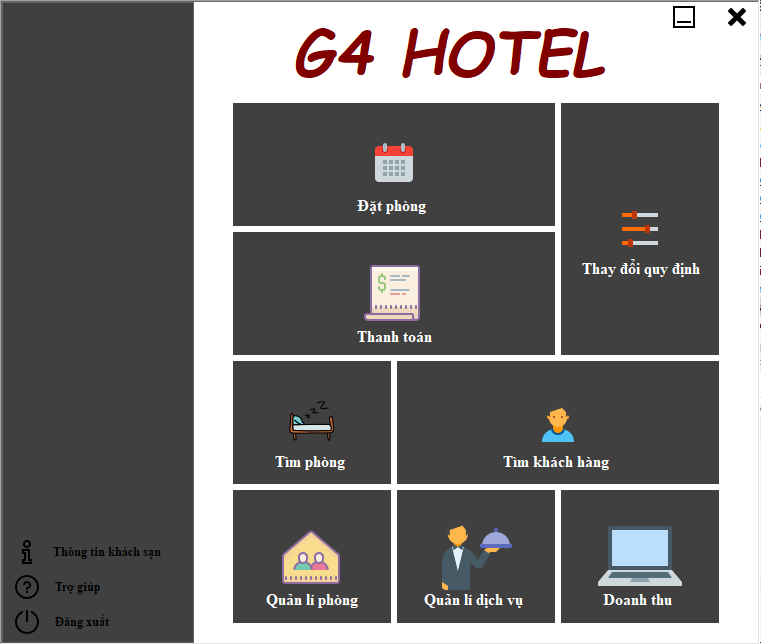 G4 HOTEL
Đặt phòng
Thay đổi quy định
Thanh toán
Tìm phòng
Tìm khách hàng
Quản lí phòng
Quản lí dịch vụ
Doanh thu
Thông tin khách sạn
Trợ giúp
Đăng xuất